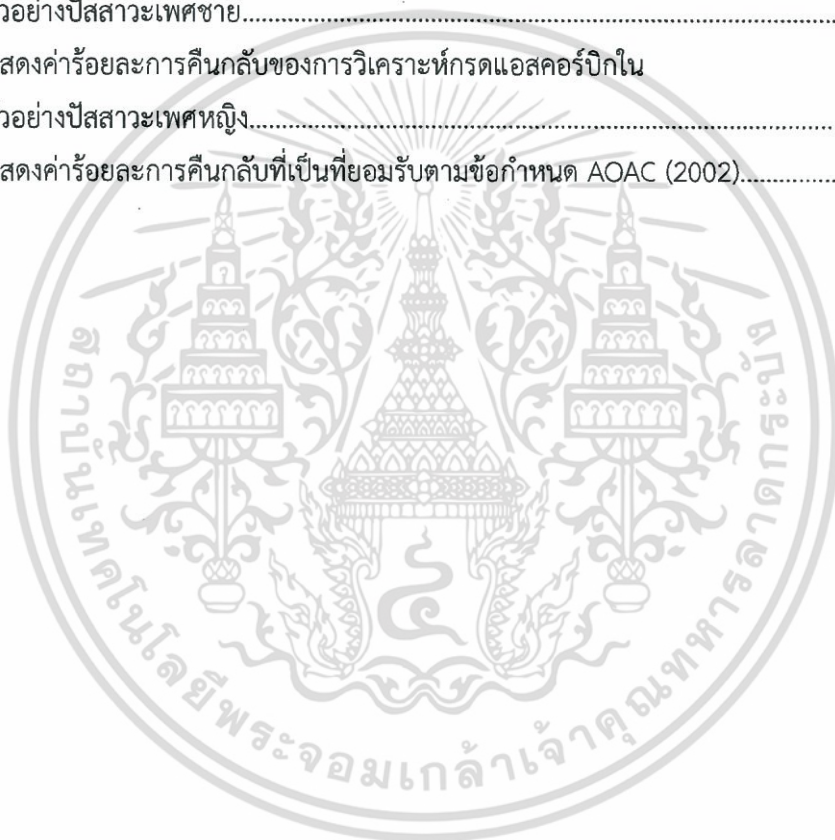 วอย่างปัสสาวะเพศชาย
สดงค่าร้อยละการคืนกลับของการวิเคราะห์กรดแอสคอร์บิกใน
วอย่างปัสสาวะเพศหญิง
สดงค่าร้อยละการคืนกลับที่เป็นที่ยอมรับตามข้อกำหนด AOAC (2002)
สถาบันเทคโนโลยีพระจอมเกล้าเจ้าคุณทหารลาดกระบัง